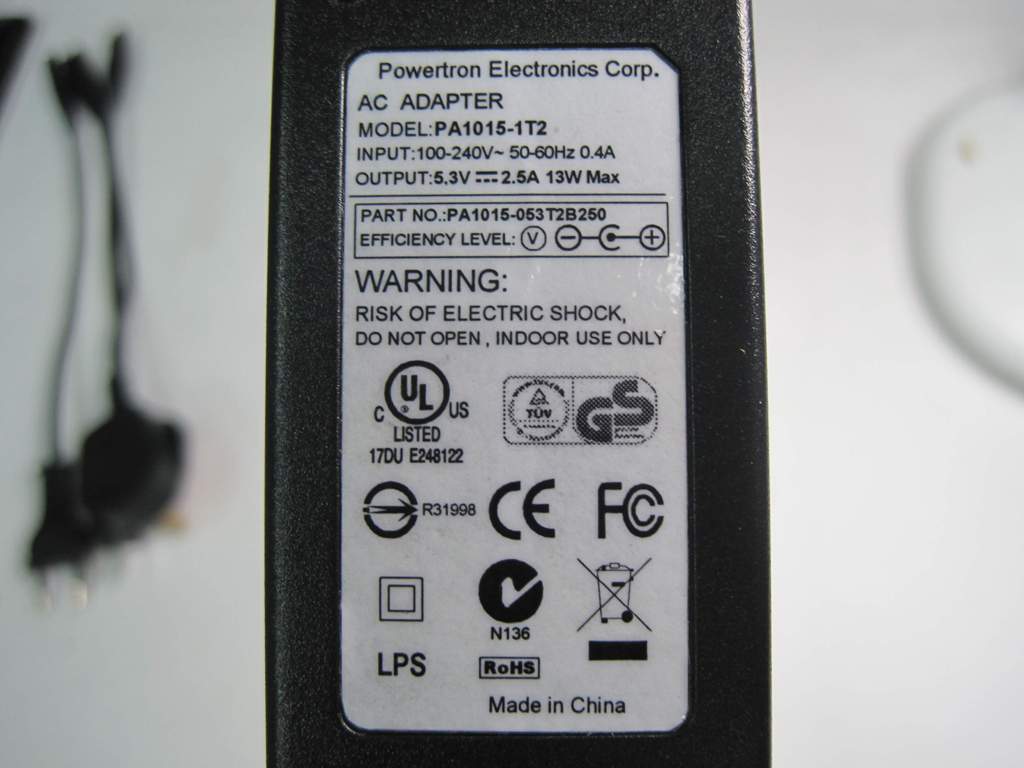 Powertron Electronics Corp.
AC ADAPTER
MODEL:PA1015-1T2
INPUT:100-240V~ 50-60Hz 0.4A
OUTPUT:5.3V ⎓ 2.5A 13W Max
PART NO.:PA1015-053T2B250
EFFICIENCY LEVEL: V
WARNING:
RISK OF ELECTRIC SHOCK,
DO NOT OPEN , INDOOR USE ONLY
C UL US
LISTED
17DU E248122
TÜV GS
R31998 CE FC
N136
LPS RoHS
Made in China